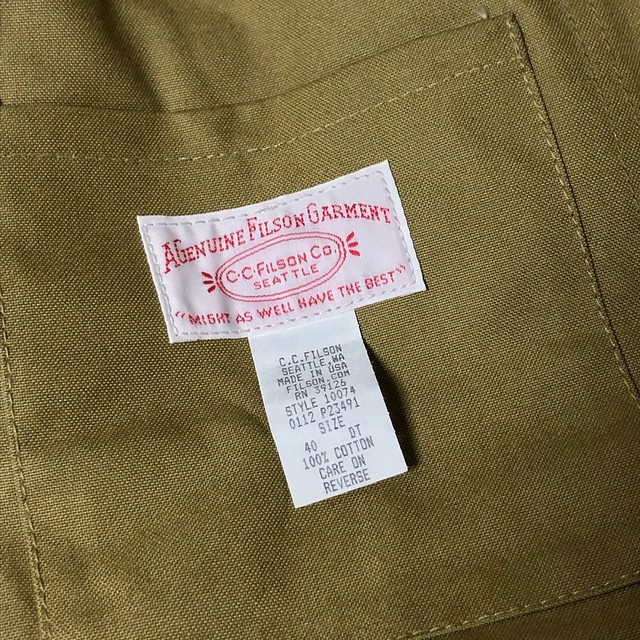 A GENUINE FILSON GARMENT
C.C. FILSON CO.
SEATTLE
"MIGHT AS WELL HAVE THE BEST"
C.C.FILSON
SEATTLE,WA
MADE IN USA
FILSON.COM
RN 39126
STYLE 10074
0112 P23491
SIZE
40 DT
100% COTTON
CARE ON
REVERSE